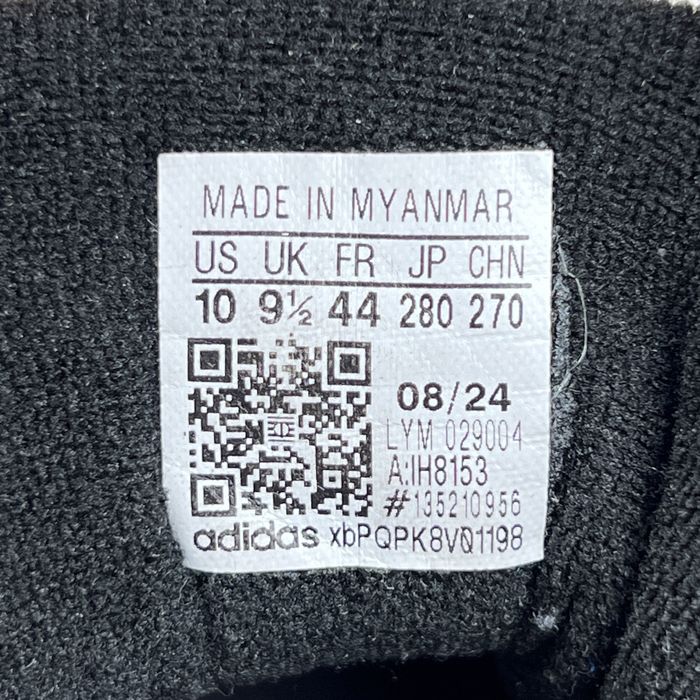 MADE IN MYANMAR
US UK FR JP CHN
10 9½ 44 280 270
08/24
LYM 029004
A:IH8153
#135210956
adidas xbPQPK8VQ1198